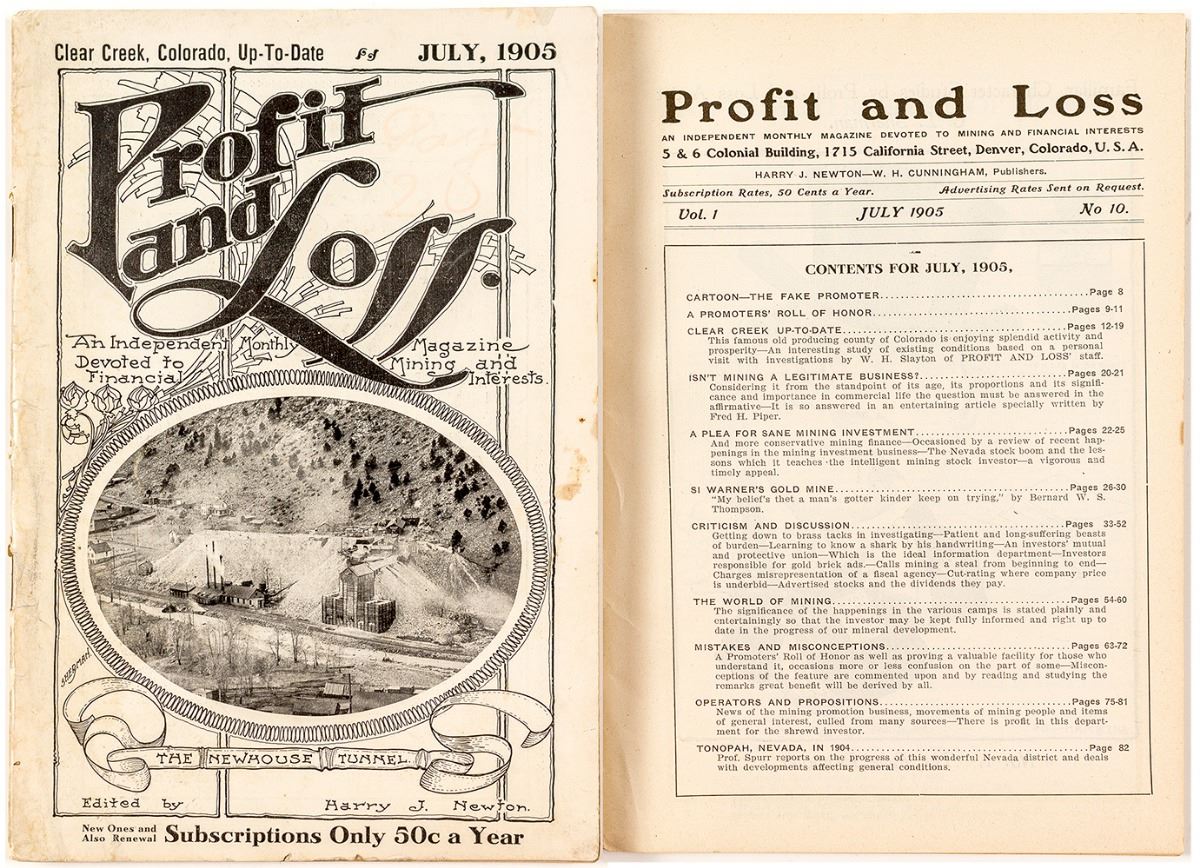 Clear Creek, Colorado, Up-To-Date JULY, 1905
Profit
and
Loss.
An Independent Monthly Magazine
Devoted to Mining and
Financial Interests.
THE NEWHOUSE TUNNEL
Edited by Harry J. Newton.
New Ones and
Also Renewal Subscriptions Only 50c a Year
Profit and Loss
AN INDEPENDENT MONTHLY MAGAZINE DEVOTED TO MINING AND FINANCIAL INTERESTS
5 & 6 Colonial Building, 1715 California Street, Denver, Colorado, U. S. A.
HARRY J. NEWTON—W. H. CUNNINGHAM, Publishers.
Subscription Rates, 50 Cents a Year. Advertising Rates Sent on Request.
Vol. 1 JULY 1905 No 10.
CONTENTS FOR JULY, 1905,
CARTOON—THE FAKE PROMOTER Page 8
A PROMOTERS' ROLL OF HONOR Pages 9-11
CLEAR CREEK UP-TO-DATE Pages 12-19
This famous old producing county of Colorado is enjoying splendid activity and
prosperity—An interesting study of existing conditions based on a personal
visit with investigations by W. H. Slayton of PROFIT AND LOSS' staff.
ISN'T MINING A LEGITIMATE BUSINESS? Pages 20-21
Considering it from the standpoint of its age, its proportions and its signifi-
cance and importance in commercial life the question must be answered in the
affirmative—It is so answered in an entertaining article specially written by
Fred H. Piper.
A PLEA FOR SANE MINING INVESTMENT Pages 22-25
And more conservative mining finance—Occasioned by a review of recent hap-
penings in the mining investment business—The Nevada stock boom and the les-
sons which it teaches the intelligent mining stock investor—a vigorous and
timely appeal.
SI WARNER'S GOLD MINE Pages 26-30
"My belief's thet a man's gotter kinder keep on trying," by Bernard W. S.
Thompson.
CRITICISM AND DISCUSSION Pages 33-52
Getting down to brass tacks in investigating—Patient and long-suffering beasts
of burden—Learning to know a shark by his handwriting—An investors' mutual
and protective union—Which is the ideal information department—Investors
responsible for gold brick ads.—Calls mining a steal from beginning to end—
Charges misrepresentation of a fiscal agency—Cut-rating where company price
is underbid—Advertised stocks and the dividends they pay.
THE WORLD OF MINING Pages 54-60
The significance of the happenings in the various camps is stated plainly and
entertainingly so that the investor may be kept fully informed and right up to
date in the progress of our mineral development.
MISTAKES AND MISCONCEPTIONS Pages 63-72
A Promoters' Roll of Honor as well as proving a valuable facility for those who
understand it, occasions more or less confusion on the part of some—Miscon-
ceptions of the feature are commented upon and by reading and studying the
remarks great benefit will be derived by all.
OPERATORS AND PROPOSITIONS Pages 75-81
News of the mining promotion business, movements of mining people and items
of general interest, culled from many sources—There is profit in this depart-
ment for the shrewd investor.
TONOPAH, NEVADA, IN 1904 Page 82
Prof. Spurr reports on the progress of this wonderful Nevada district and deals
with developments affecting general conditions.